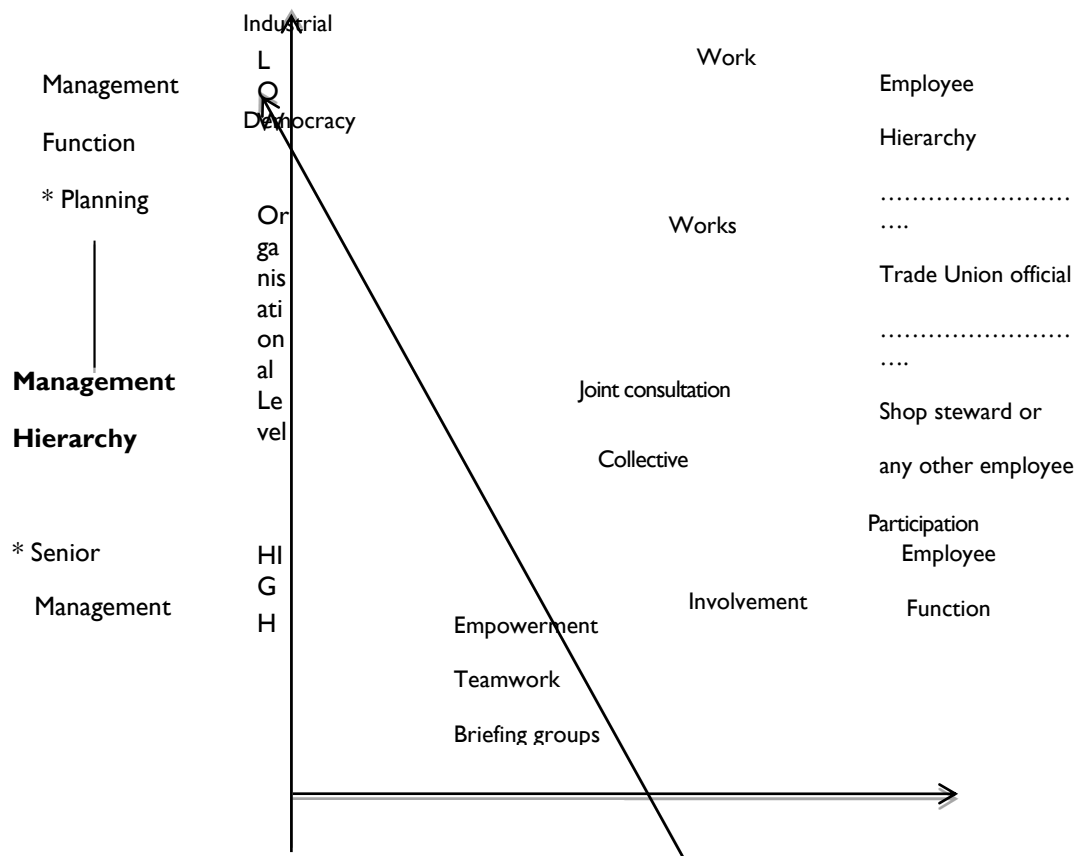 Management
Function
* Planning
Management
Hierarchy
* Senior
Management
Industrial
L
O
Democracy
Or
ga
nis
ati
on
al
Le
vel
HI
G
H
Work
Works
Joint consultation
Collective
Involvement
Empowerment
Teamwork
Briefing groups
Employee
Hierarchy
……………………
….
Trade Union official
……………………
….
Shop steward or
any other employee
Participation
Employee
Function